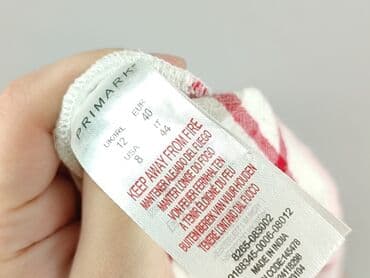 PRIMARK
UK/IRL EUR
12 40
USA IT
8 44
KEEP AWAY FROM FIRE
MANTENER ALEJADO DEL FUEGO
MANTER LONGE DO FOGO
VON FEUER FERNHALTEN
A TENIR ÉLOIGNÉ DU FEU
BUITEN BEREIK VAN VUUR HOUDEN
TENERE LONTANO DAL FUOCO
8265-083002
MADE IN INDIA